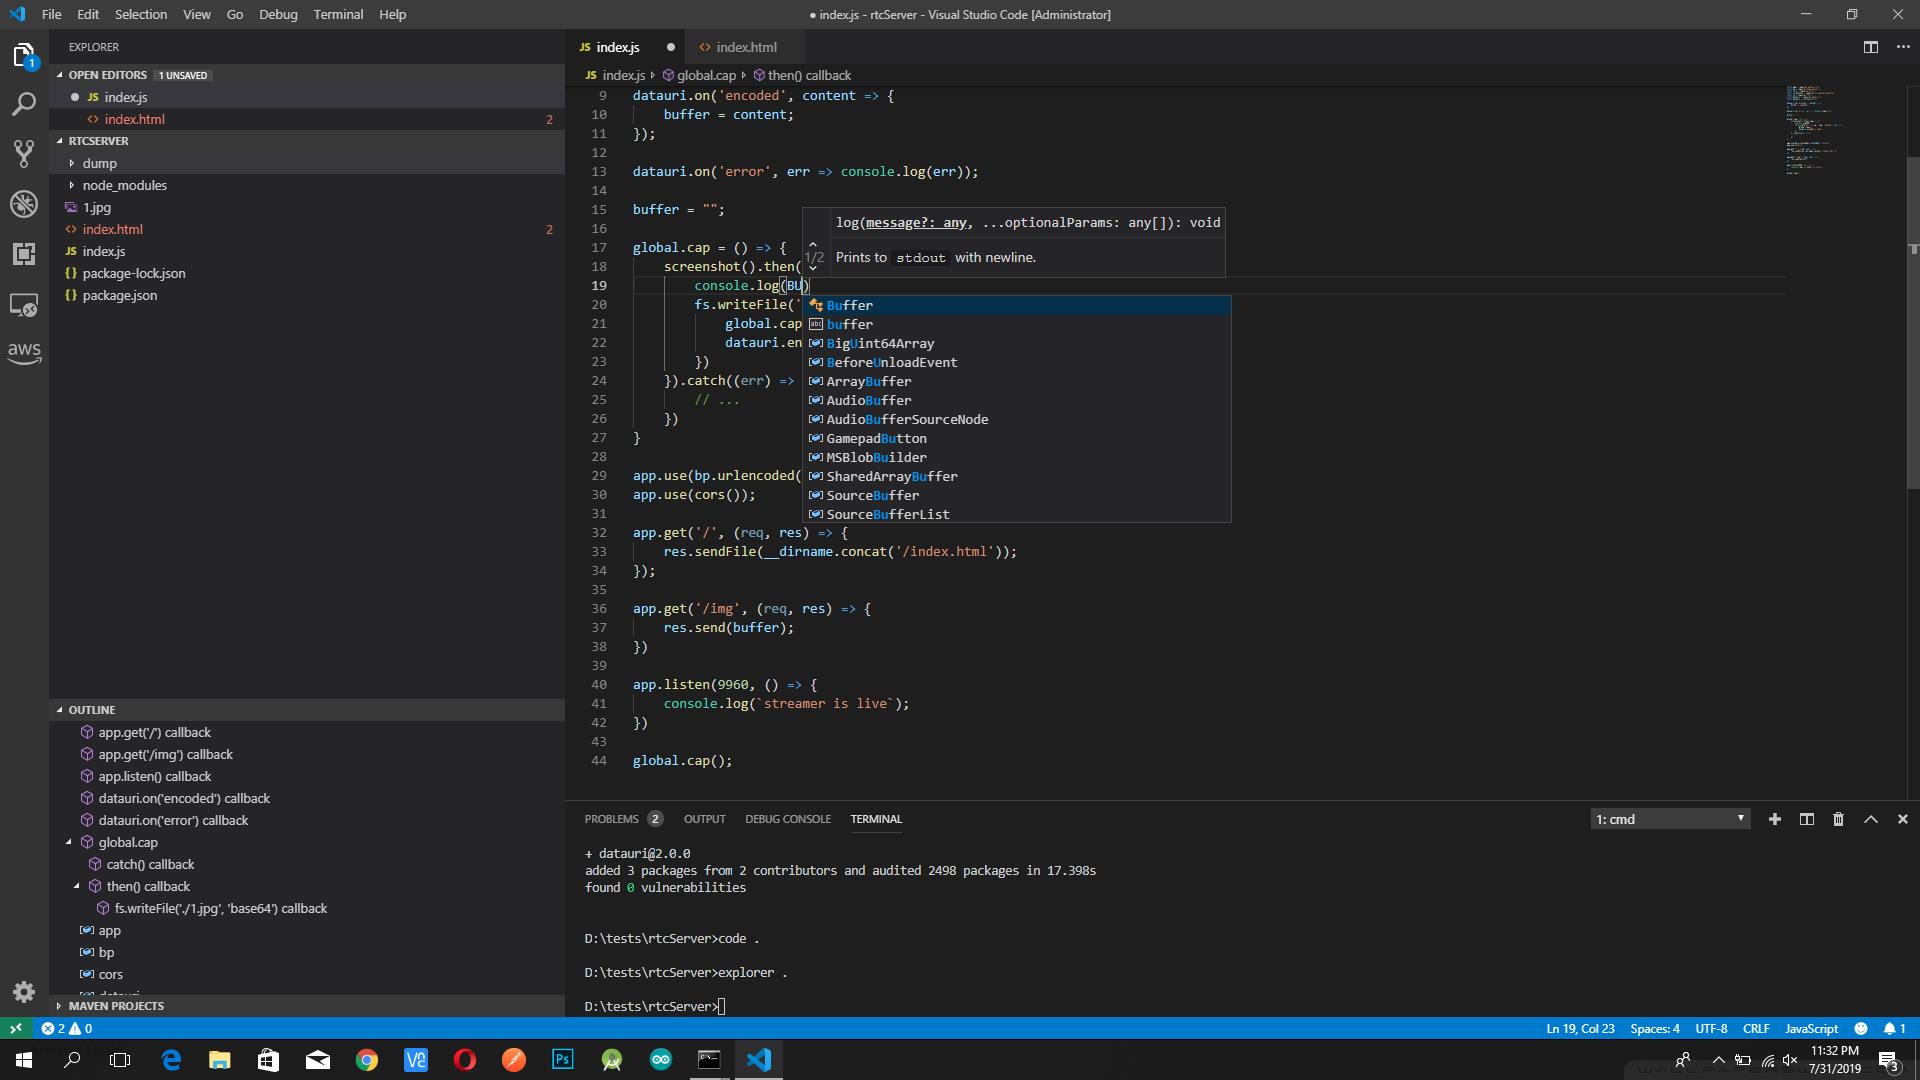 File Edit Selection View Go Debug Terminal Help
● index.js - rtcServer - Visual Studio Code [Administrator]
EXPLORER
OPEN EDITORS 1 UNSAVED
JS index.js
<> index.html 2
RTCSERVER
dump
node_modules
1.jpg
<> index.html 2
JS index.js
{} package-lock.json
{} package.json
1
aws
OUTLINE
app.get('/') callback
app.get('/img') callback
app.listen() callback
datauri.on('encoded') callback
datauri.on('error') callback
global.cap
catch() callback
then() callback
fs.writeFile('./1.jpg', 'base64') callback
app
bp
cors
MAVEN PROJECTS
JS index.js ● <> index.html
JS index.js global.cap then() callback
9 datauri.on('encoded', content => {
10 buffer = content;
11 });
12
13 datauri.on('error', err => console.log(err));
14
15 buffer = "";
16
17 global.cap = () => {
18 screenshot().then(
19 console.log(BU)
20 fs.writeFile('
21 global.cap
22 datauri.en
23 })
24 }).catch((err) =>
25 // ...
26 })
27 }
28
29 app.use(bp.urlencoded(
30 app.use(cors());
31
32 app.get('/', (req, res) => {
33 res.sendFile(__dirname.concat('/index.html'));
34 });
35
36 app.get('/img', (req, res) => {
37 res.send(buffer);
38 })
39
40 app.listen(9960, () => {
41 console.log(`streamer is live`);
42 })
43
44 global.cap();
log(message?: any, ...optionalParams: any[]): void
1/2 Prints to stdout with newline.
Buffer
abc buffer
BigUint64Array
BeforeUnloadEvent
ArrayBuffer
AudioBuffer
AudioBufferSourceNode
GamepadButton
MSBlobBuilder
SharedArrayBuffer
SourceBuffer
SourceBufferList
PROBLEMS 2 OUTPUT DEBUG CONSOLE TERMINAL
1: cmd
+ datauri@2.0.0
added 3 packages from 2 contributors and audited 2498 packages in 17.398s
found 0 vulnerabilities
D:\tests\rtcServer>code .
D:\tests\rtcServer>explorer .
D:\tests\rtcServer>
2 0
Ln 19, Col 23 Spaces: 4 UTF-8 CRLF JavaScript 1
Ps
11:32 PM
7/31/2019
3